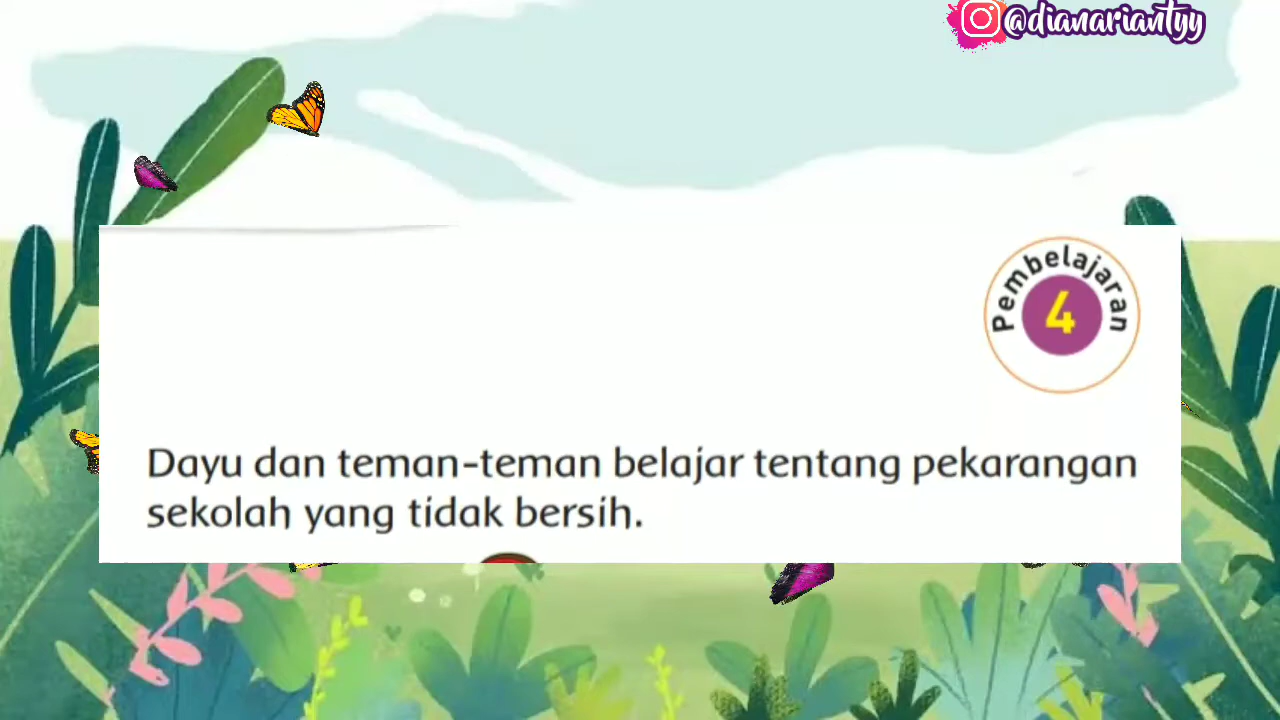 @dianariantyy
Pembelajaran
4
Dayu dan teman-teman belajar tentang pekarangan
sekolah yang tidak bersih.